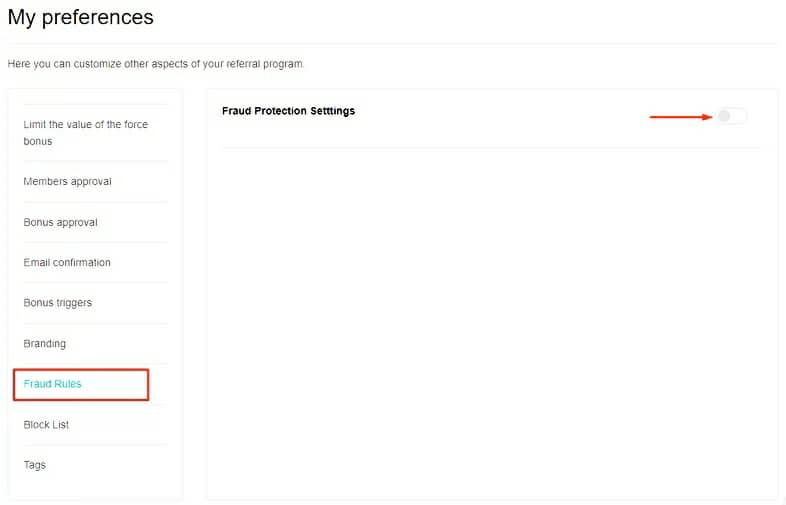 My preferences
Here you can customize other aspects of your referral program.
Limit the value of the force
bonus
Members approval
Bonus approval
Email confirmation
Bonus triggers
Branding
Fraud Rules
Block List
Tags
Fraud Protection Setttings